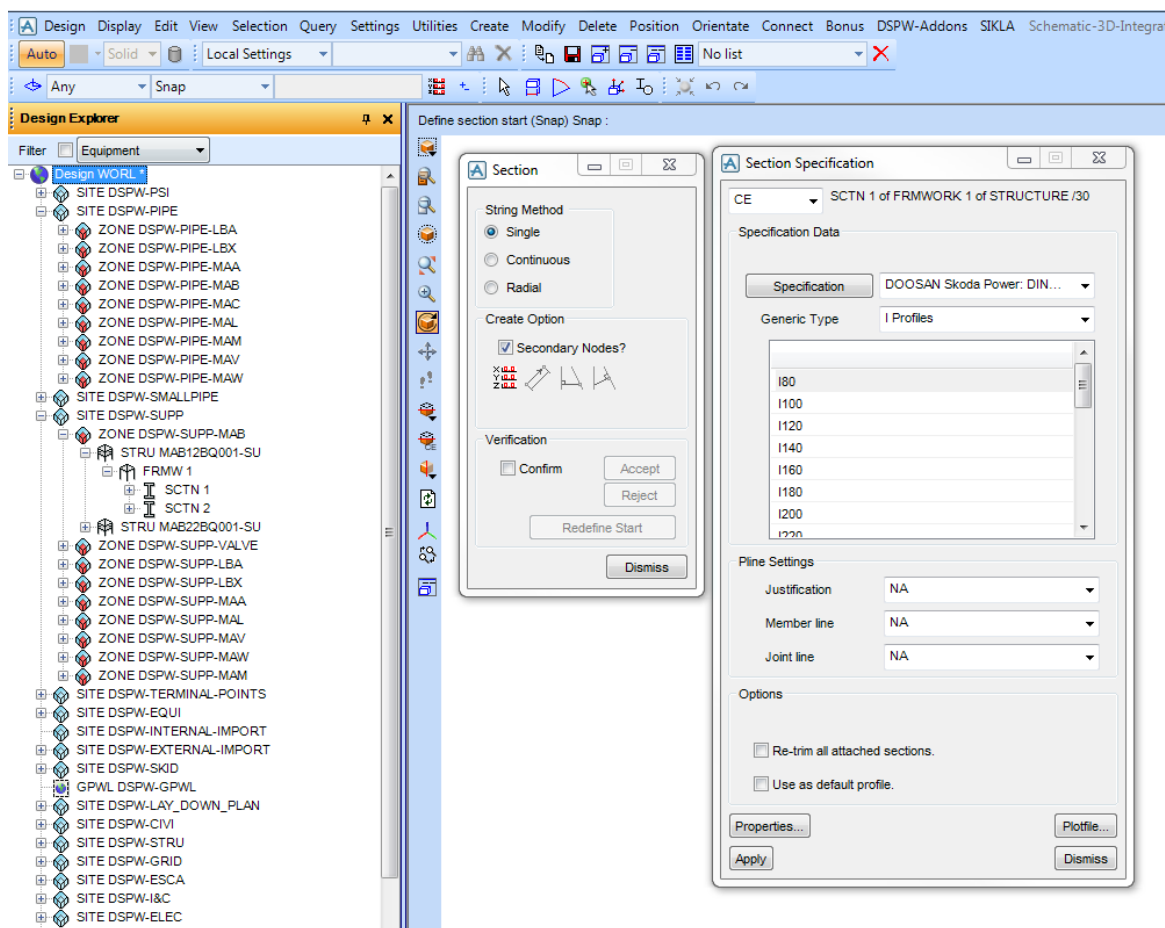 Design Display Edit View Selection Query Settings Utilities Create Modify Delete Position Orientate Connect Bonus DSPW-Addons SIKLA Schematic-3D-Integra
Auto Solid Local Settings No list
Any Snap
Design Explorer
Filter Equipment
Design WORL *
SITE DSPW-PSI
SITE DSPW-PIPE
ZONE DSPW-PIPE-LBA
ZONE DSPW-PIPE-LBX
ZONE DSPW-PIPE-MAA
ZONE DSPW-PIPE-MAB
ZONE DSPW-PIPE-MAC
ZONE DSPW-PIPE-MAL
ZONE DSPW-PIPE-MAM
ZONE DSPW-PIPE-MAV
ZONE DSPW-PIPE-MAW
SITE DSPW-SMALLPIPE
SITE DSPW-SUPP
ZONE DSPW-SUPP-MAB
STRU MAB12BQ001-SU
FRMW 1
SCTN 1
SCTN 2
STRU MAB22BQ001-SU
ZONE DSPW-SUPP-VALVE
ZONE DSPW-SUPP-LBA
ZONE DSPW-SUPP-LBX
ZONE DSPW-SUPP-MAA
ZONE DSPW-SUPP-MAL
ZONE DSPW-SUPP-MAV
ZONE DSPW-SUPP-MAW
ZONE DSPW-SUPP-MAM
SITE DSPW-TERMINAL-POINTS
SITE DSPW-EQUI
SITE DSPW-INTERNAL-IMPORT
SITE DSPW-EXTERNAL-IMPORT
SITE DSPW-SKID
GPWL DSPW-GPWL
SITE DSPW-LAY_DOWN_PLAN
SITE DSPW-CIVI
SITE DSPW-STRU
SITE DSPW-GRID
SITE DSPW-ESCA
SITE DSPW-I&C
SITE DSPW-ELEC
Define section start (Snap) Snap :
Section
String Method
Single
Continuous
Radial
Create Option
Secondary Nodes?
Verification
Confirm Accept
Reject
Redefine Start
Dismiss
Section Specification
CE SCTN 1 of FRMWORK 1 of STRUCTURE /30
Specification Data
Specification DOOSAN Skoda Power: DIN...
Generic Type I Profiles
I80
I100
I120
I140
I160
I180
I200
I220
Pline Settings
Justification NA
Member line NA
Joint line NA
Options
Re-trim all attached sections.
Use as default profile.
Properties... Plotfile...
Apply Dismiss